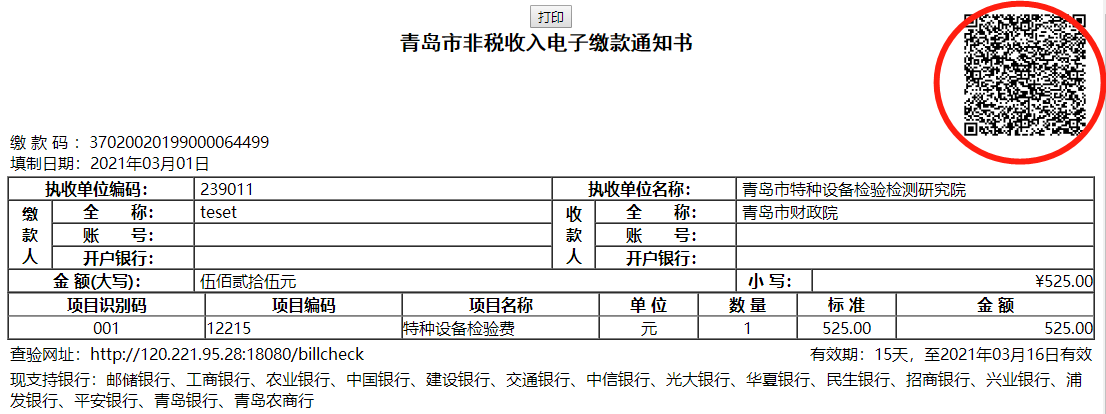 打印
青岛市非税收入电子缴款通知书
缴 款 码 ：37020020199000064499
填制日期：2021年03月01日
执收单位编码： 239011 执收单位名称： 青岛市特种设备检验检测研究院
缴款人 全 称： teset 收款人 全 称： 青岛市财政院
账 号： 账 号：
开户银行： 开户银行：
金 额(大写)： 伍佰贰拾伍元 小 写： ¥525.00
项目识别码 项目编码 项目名称 单 位 数 量 标 准 金 额
001 12215 特种设备检验费 元 1 525.00 525.00
查验网址：http://120.221.95.28:18080/billcheck 有效期：15天，至2021年03月16日有效
现支持银行：邮储银行、工商银行、农业银行、中国银行、建设银行、交通银行、中信银行、光大银行、华夏银行、民生银行、招商银行、兴业银行、浦
发银行、平安银行、青岛银行、青岛农商行